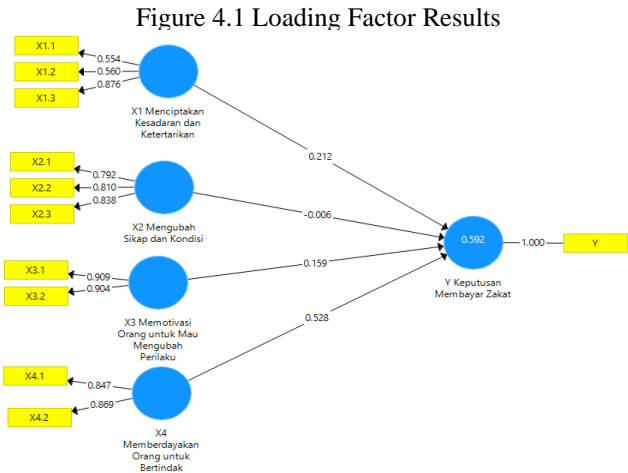 Figure 4.1 Loading Factor Results
X1.1
X1.2
X1.3
0.554
0.560
0.876
X1 Menciptakan
Kesadaran dan
Ketertarikan
0.212
X2.1
X2.2
X2.3
0.792
0.810
0.838
X2 Mengubah
Sikap dan Kondisi
-0.006
0.592
1.000
Y
Y Keputusan
Membayar Zakat
X3.1
X3.2
0.909
0.904
X3 Memotivasi
Orang untuk Mau
Mengubah
Perilaku
0.159
0.528
X4.1
X4.2
0.847
0.869
X4
Memberdayakan
Orang untuk
Bertindak